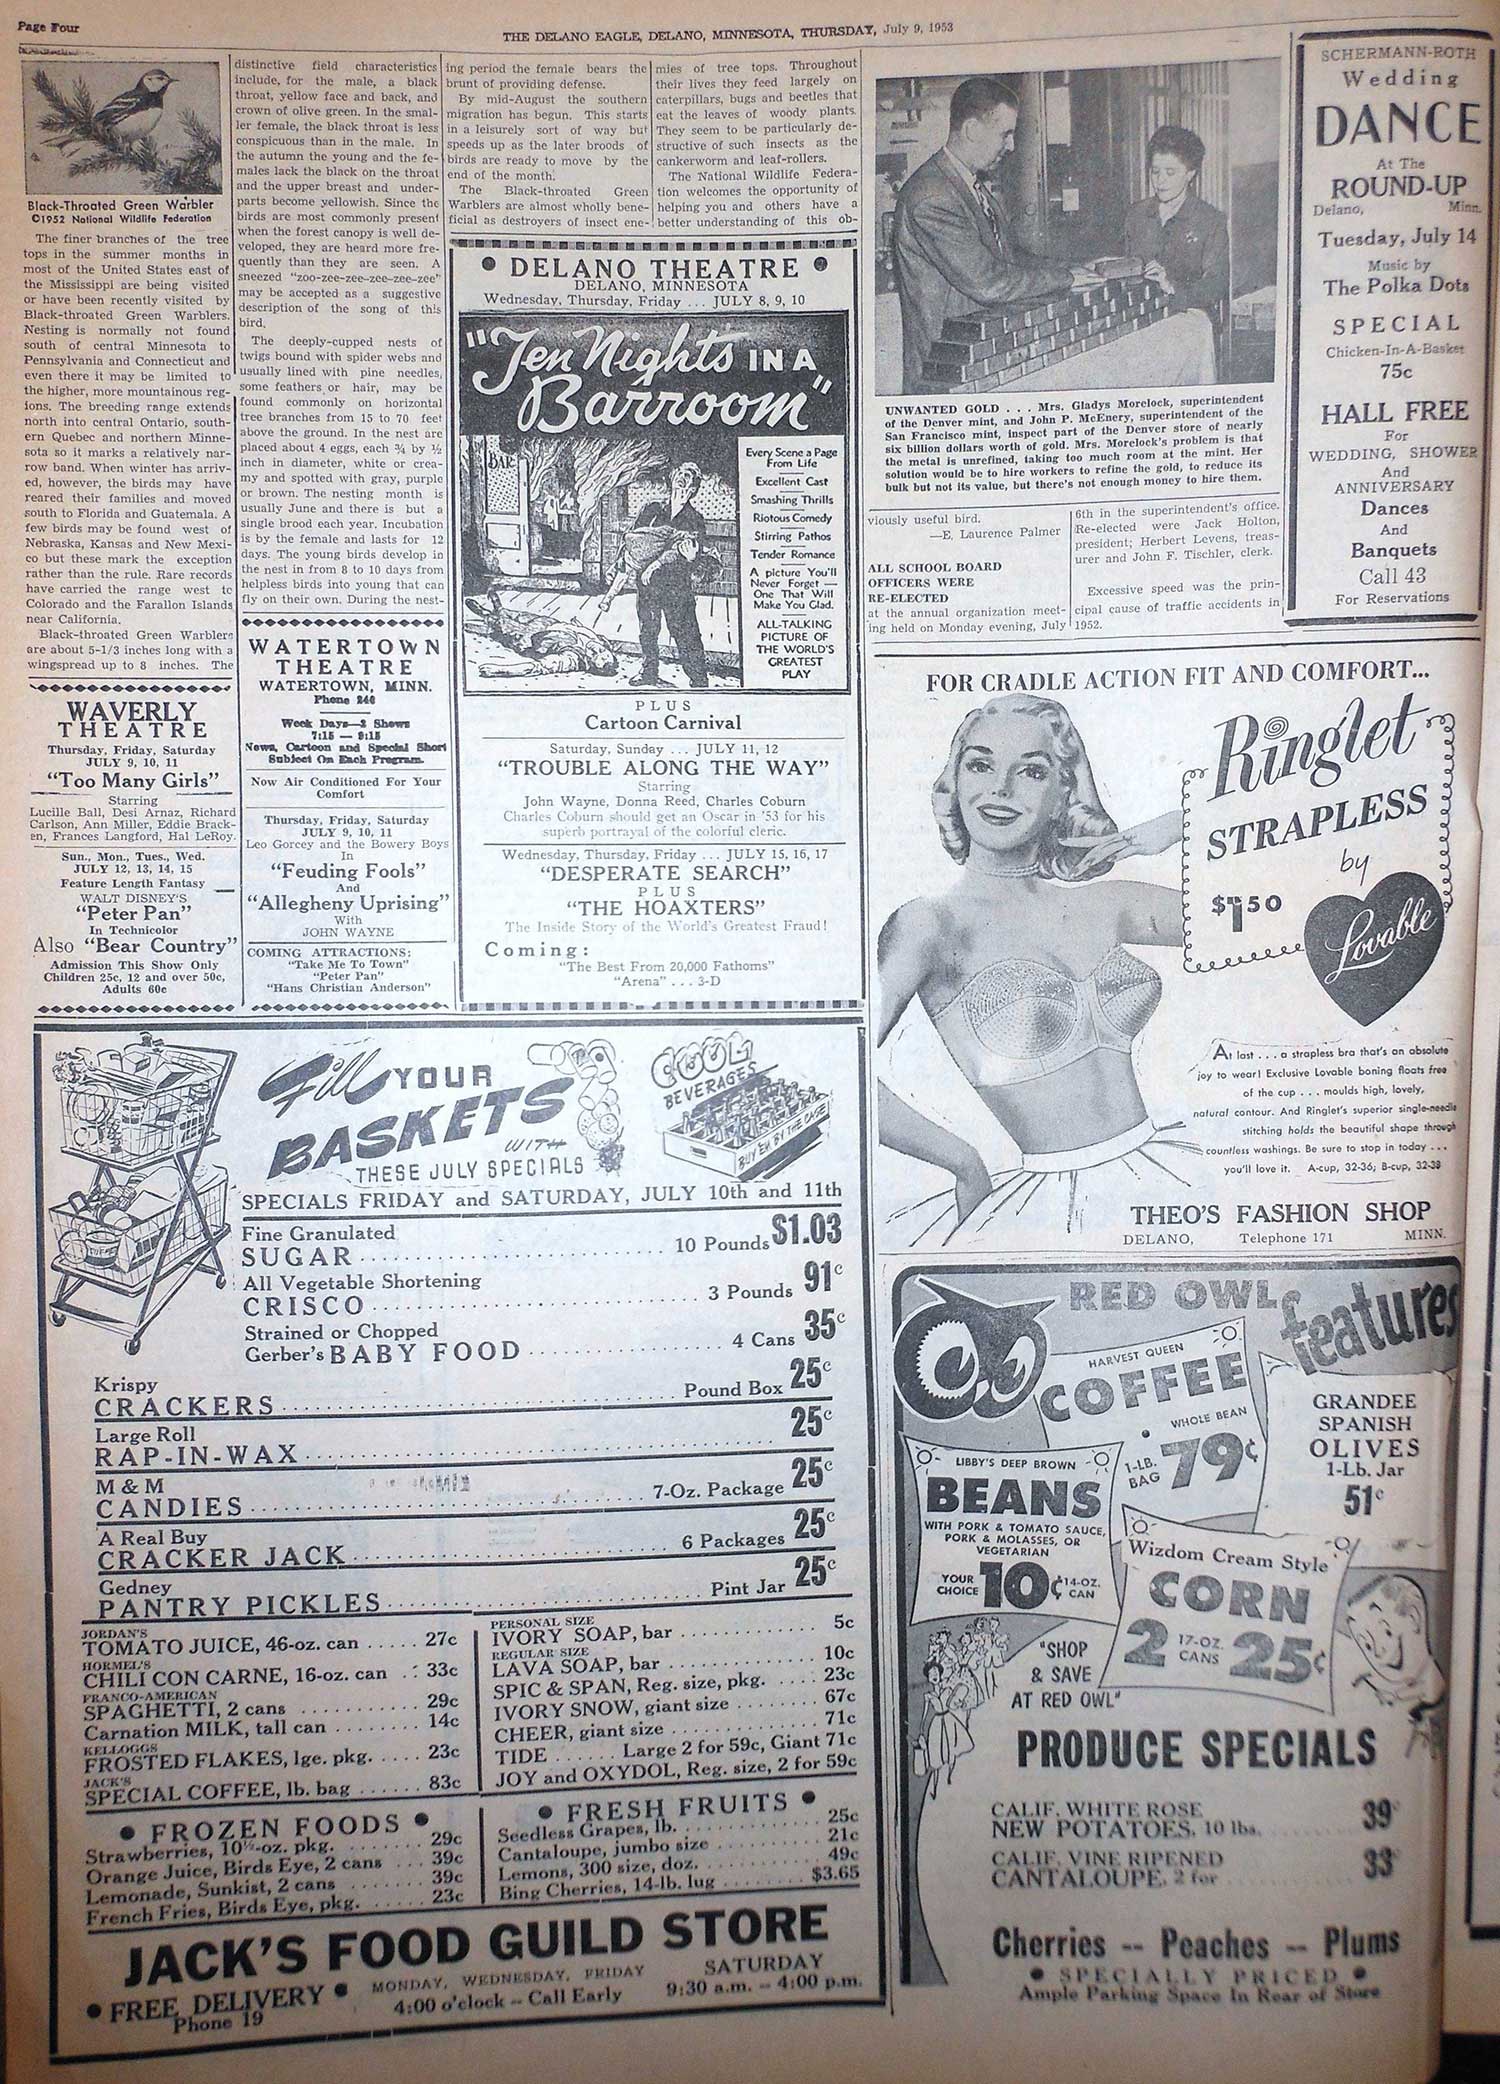 Page Four
THE DELANO EAGLE, DELANO, MINNESOTA, THURSDAY, July 9, 1953
Black-Throated Green Warbler
©1952 National Wildlife Federation
The finer branches of the tree
tops in the summer months in
most of the United States east of
the Mississippi are being visited
or have been recently visited by
Black-throated Green Warblers.
Nesting is normally not found
south of central Minnesota to
Pennsylvania and Connecticut and
even there it may be limited to
the higher, more mountainous reg-
ions. The breeding range extends
north into central Ontario, south-
ern Quebec and northern Minne-
sota so it marks a relatively nar-
row band. When winter has arriv-
ed, however, the birds may have
reared their families and moved
south to Florida and Guatemala. A
few birds may be found west of
Nebraska, Kansas and New Mexi-
co but these mark the exception
rather than the rule. Rare records
have carried the range west to
Colorado and the Farallon Islands
near California.
Black-throated Green Warblers
are about 5-1/3 inches long with a
wingspread up to 8 inches. The
distinctive field characteristics
include, for the male, a black
throat, yellow face and back, and
crown of olive green. In the smal-
ler female, the black throat is less
conspicuous than in the male. In
the autumn the young and the fe-
males lack the black on the throat
and the upper breast and under-
parts become yellowish. Since the
birds are most commonly present
when the forest canopy is well de-
veloped, they are heard more fre-
quently than they are seen. A
sneezed "zoo-zee-zee-zee-zee-zee"
may be accepted as a suggestive
description of the song of this
bird.
The deeply-cupped nests of
twigs bound with spider webs and
usually lined with pine needles,
some feathers or hair, may be
found commonly on horizontal
tree branches from 15 to 70 feet
above the ground. In the nest are
placed about 4 eggs, each ¾ by ½
inch in diameter, white or crea-
my and spotted with gray, purple
or brown. The nesting month is
usually June and there is but a
single brood each year. Incubation
is by the female and lasts for 12
days. The young birds develop in
the nest in from 8 to 10 days from
helpless birds into young that can
fly on their own. During the nest-
ing period the female bears the
brunt of providing defense.
By mid-August the southern
migration has begun. This starts
in a leisurely sort of way but
speeds up as the later broods of
birds are ready to move by the
end of the month.
The Black-throated Green
Warblers are almost wholly bene-
ficial as destroyers of insect ene-
mies of tree tops. Throughout
their lives they feed largely on
caterpillars, bugs and beetles that
eat the leaves of woody plants.
They seem to be particularly de-
structive of such insects as the
cankerworm and leaf-rollers.
The National Wildlife Federa-
tion welcomes the opportunity of
helping you and others have a
better understanding of this ob-
viously useful bird.
—E. Laurence Palmer
UNWANTED GOLD . . . Mrs. Gladys Morelock, superintendent
of the Denver mint, and John P. McEnery, superintendent of the
San Francisco mint, inspect part of the Denver store of nearly
six billion dollars worth of gold. Mrs. Morelock's problem is that
the metal is unrefined, taking too much room at the mint. Her
solution would be to hire workers to refine the gold, to reduce its
bulk but not its value, but there's not enough money to hire them.
ALL SCHOOL BOARD
OFFICERS WERE
RE-ELECTED
at the annual organization meet-
ing held on Monday evening, July
6th in the superintendent's office.
Re-elected were Jack Holton,
president; Herbert Levens, treas-
urer and John F. Tischler, clerk.
Excessive speed was the prin-
cipal cause of traffic accidents in
1952.
SCHERMANN-ROTH
Wedding
DANCE
At The
ROUND-UP
Delano, Minn.
Tuesday, July 14
Music by
The Polka Dots
SPECIAL
Chicken-In-A-Basket
75c
HALL FREE
For
WEDDING, SHOWER
And
ANNIVERSARY
Dances
And
Banquets
Call 43
For Reservations
WAVERLY
THEATRE
Thursday, Friday, Saturday
JULY 9, 10, 11
"Too Many Girls"
Starring
Lucille Ball, Desi Arnaz, Richard
Carlson, Ann Miller, Eddie Brack-
en, Frances Langford, Hal LeRoy.
Sun., Mon., Tues., Wed.
JULY 12, 13, 14, 15
Feature Length Fantasy
WALT DISNEY'S
"Peter Pan"
In Technicolor
Also "Bear Country"
Admission This Show Only
Children 25c, 12 and over 50c,
Adults 60c
WATERTOWN
THEATRE
WATERTOWN, MINN.
Phone 240
Week Days—2 Shows
7:15 — 9:15
News, Cartoon and Special Short
Subject On Each Program.
Now Air Conditioned For Your
Comfort
Thursday, Friday, Saturday
JULY 9, 10, 11
Leo Gorcey and the Bowery Boys
In
"Feuding Fools"
And
"Allegheny Uprising"
With
JOHN WAYNE
COMING ATTRACTIONS:
"Take Me To Town"
"Peter Pan"
"Hans Christian Anderson"
• DELANO THEATRE •
DELANO, MINNESOTA
Wednesday, Thursday, Friday ... JULY 8, 9, 10
"Ten Nights IN A
Barroom"
BAR
Every Scene a Page
From Life
Excellent Cast
Smashing Thrills
Riotous Comedy
Stirring Pathos
Tender Romance
A picture You'll
Never Forget —
One That Will
Make You Glad.
ALL-TALKING
PICTURE OF
THE WORLD'S
GREATEST
PLAY
PLUS
Cartoon Carnival
Saturday, Sunday ... JULY 11, 12
"TROUBLE ALONG THE WAY"
Starring
John Wayne, Donna Reed, Charles Coburn
Charles Coburn should get an Oscar in '53 for his
superb portrayal of the colorful cleric.
Wednesday, Thursday, Friday ... JULY 15, 16, 17
"DESPERATE SEARCH"
PLUS
"THE HOAXTERS"
The Inside Story of the World's Greatest Fraud!
Coming:
"The Best From 20,000 Fathoms"
"Arena" . . . 3-D
FOR CRADLE ACTION FIT AND COMFORT...
Ringlet
STRAPLESS
by
$1.50
Lovable
At last . . . a strapless bra that's an absolute
joy to wear! Exclusive Lovable boning floats free
of the cup . . . moulds high, lovely,
natural contour. And Ringlet's superior single-needle
stitching holds the beautiful shape through
countless washings. Be sure to stop in today . . .
you'll love it. A-cup, 32-36; B-cup, 32-38
THEO'S FASHION SHOP
DELANO, Telephone 171 MINN.
Fill YOUR
BASKETS
WITH
THESE JULY SPECIALS
COOL
BEVERAGES
BUY EM BY THE CASE
SPECIALS FRIDAY and SATURDAY, JULY 10th and 11th
Fine Granulated
SUGAR ........ 10 Pounds $1.03
All Vegetable Shortening
CRISCO ........ 3 Pounds 91c
Strained or Chopped
Gerber's BABY FOOD ........ 4 Cans 35c
Krispy
CRACKERS ........ Pound Box 25c
Large Roll
RAP-IN-WAX ........ 25c
M & M
CANDIES ........ 7-Oz. Package 25c
A Real Buy
CRACKER JACK ........ 6 Packages 25c
Gedney
PANTRY PICKLES ........ Pint Jar 25c
JORDAN'S
TOMATO JUICE, 46-oz. can ..... 27c
HORMEL'S
CHILI CON CARNE, 16-oz. can .. 33c
FRANCO-AMERICAN
SPAGHETTI, 2 cans ........ 29c
Carnation MILK, tall can ........ 14c
KELLOGGS
FROSTED FLAKES, lge. pkg. ..... 23c
JACK'S
SPECIAL COFFEE, lb. bag ...... 83c
PERSONAL SIZE
IVORY SOAP, bar ............ 5c
REGULAR SIZE
LAVA SOAP, bar ............ 10c
SPIC & SPAN, Reg. size, pkg. .... 23c
IVORY SNOW, giant size ........ 67c
CHEER, giant size ............ 71c
TIDE ...... Large 2 for 59c, Giant 71c
JOY and OXYDOL, Reg. size, 2 for 59c
• FROZEN FOODS •
Strawberries, 10½-oz. pkg. ........ 29c
Orange Juice, Birds Eye, 2 cans ... 39c
Lemonade, Sunkist, 2 cans ....... 39c
French Fries, Birds Eye, pkg. ...... 23c
• FRESH FRUITS •
Seedless Grapes, lb. ............ 25c
Cantaloupe, jumbo size ........ 21c
Lemons, 300 size, doz. ........ 49c
Bing Cherries, 14-lb. lug ........ $3.65
JACK'S FOOD GUILD STORE
• FREE DELIVERY •
Phone 19
MONDAY, WEDNESDAY, FRIDAY
4:00 o'clock – Call Early
SATURDAY
9:30 a.m. – 4:00 p.m.
RED OWL features
HARVEST QUEEN
COFFEE
• WHOLE BEAN
1-LB.
BAG 79¢
GRANDEE
SPANISH
OLIVES
1-Lb. Jar
51c
LIBBY'S DEEP BROWN
BEANS
WITH PORK & TOMATO SAUCE,
PORK & MOLASSES, OR
VEGETARIAN
YOUR
CHOICE 10¢ 14-OZ.
CAN
Wizdom Cream Style
CORN
2 17-OZ.
CANS 25¢
"SHOP
& SAVE
AT RED OWL"
PRODUCE SPECIALS
CALIF. WHITE ROSE
NEW POTATOES, 10 lbs. ........ 39c
CALIF. VINE RIPENED
CANTALOUPE, 2 for ........ 33c
Cherries -- Peaches -- Plums
• SPECIALLY PRICED •
Ample Parking Space In Rear of Store